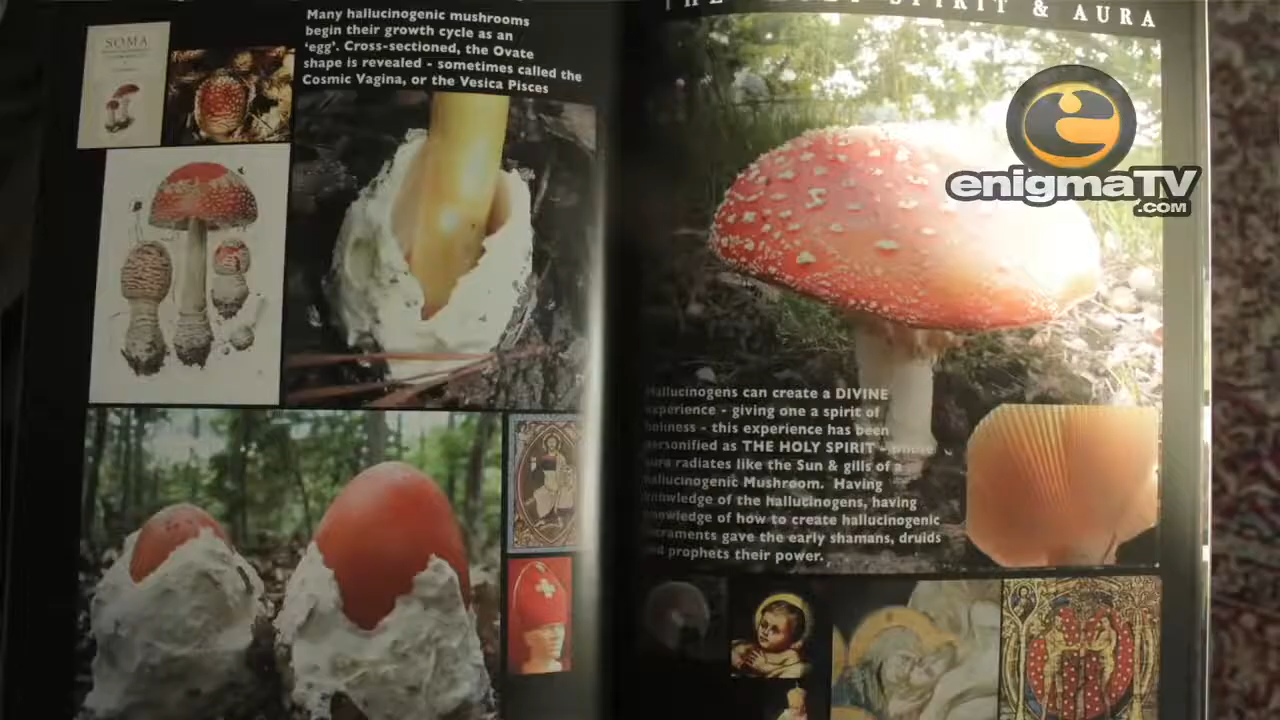 SOMA
Many hallucinogenic mushrooms
begin their growth cycle as an
'egg'. Cross-sectioned, the Ovate
shape is revealed - sometimes called the
Cosmic Vagina, or the Vesica Pisces
SPIRIT & AURA
enigmaTV
.COM
Hallucinogens can create a DIVINE
experience - giving one a spirit of
holiness - this experience has been
personified as THE HOLY SPIRIT - whose
aura radiates like the Sun & gills of a
hallucinogenic Mushroom. Having
knowledge of the hallucinogens, having
knowledge of how to create hallucinogenic
sacraments gave the early shamans, druids
and prophets their power.